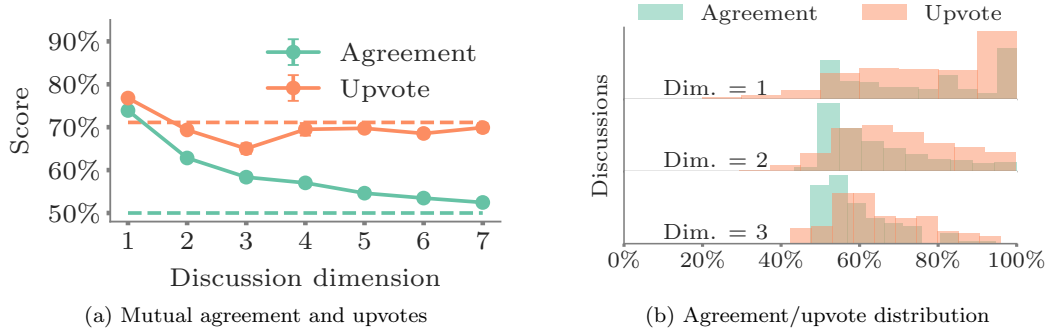 90%
80%
70%
60%
50%
Score
Agreement
Upvote
1 2 3 4 5 6 7
Discussion dimension
(a) Mutual agreement and upvotes
Agreement Upvote
Discussions
Dim. = 1
Dim. = 2
Dim. = 3
0% 20% 40% 60% 80% 100%
(b) Agreement/upvote distribution